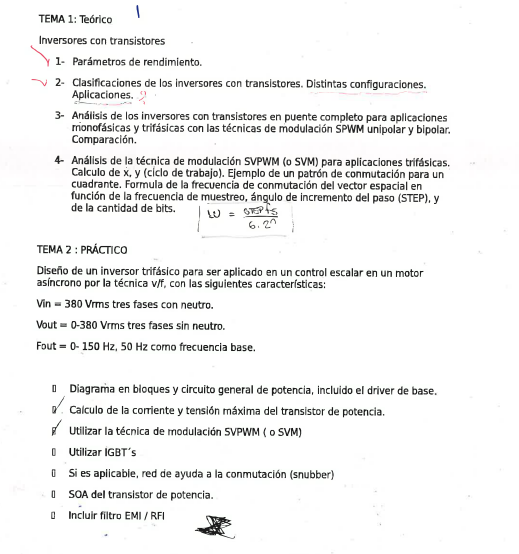 TEMA 1: Teórico
Inversores con transistores
1- Parámetros de rendimiento.
2- Clasificaciones de los inversores con transistores. Distintas configuraciones.
Aplicaciones.
3- Análisis de los inversores con transistores en puente completo para aplicaciones
monofásicas y trifásicas con las técnicas de modulación SPWM unipolar y bipolar.
Comparación.
4- Análisis de la técnica de modulación SVPWM (o SVM) para aplicaciones trifásicas.
Calculo de x, y (ciclo de trabajo). Ejemplo de un patrón de conmutación para un
cuadrante. Formula de la frecuencia de conmutación del vector espacial en
función de la frecuencia de muestreo, ángulo de incremento del paso (STEP), y
de la cantidad de bits.
W = STEP fs
6.2^n
TEMA 2 : PRÁCTICO
Diseño de un inversor trifásico para ser aplicado en un control escalar en un motor
asíncrono por la técnica v/f, con las siguientes características:
Vin = 380 Vrms tres fases con neutro.
Vout = 0-380 Vrms tres fases sin neutro.
Fout = 0- 150 Hz, 50 Hz como frecuencia base.
Diagrama en bloques y circuito general de potencia, incluido el driver de base.
Calculo de la corriente y tensión máxima del transistor de potencia.
Utilizar la técnica de modulación SVPWM ( o SVM)
Utilizar IGBT´s
Si es aplicable, red de ayuda a la conmutación (snubber)
SOA del transistor de potencia.
Incluir filtro EMI / RFI